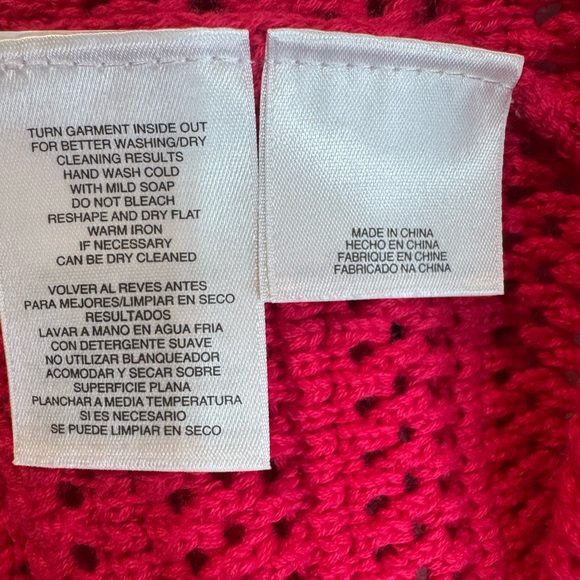 TURN GARMENT INSIDE OUT
FOR BETTER WASHING/DRY
CLEANING RESULTS
HAND WASH COLD
WITH MILD SOAP
DO NOT BLEACH
RESHAPE AND DRY FLAT
WARM IRON
IF NECESSARY
CAN BE DRY CLEANED
VOLVER AL REVES ANTES
PARA MEJORES/LIMPIAR EN SECO
RESULTADOS
LAVAR A MANO EN AGUA FRIA
CON DETERGENTE SUAVE
NO UTILIZAR BLANQUEADOR
ACOMODAR Y SECAR SOBRE
SUPERFICIE PLANA
PLANCHAR A MEDIA TEMPERATURA
SI ES NECESARIO
SE PUEDE LIMPIAR EN SECO
MADE IN CHINA
HECHO EN CHINA
FABRIQUE EN CHINE
FABRICADO NA CHINA